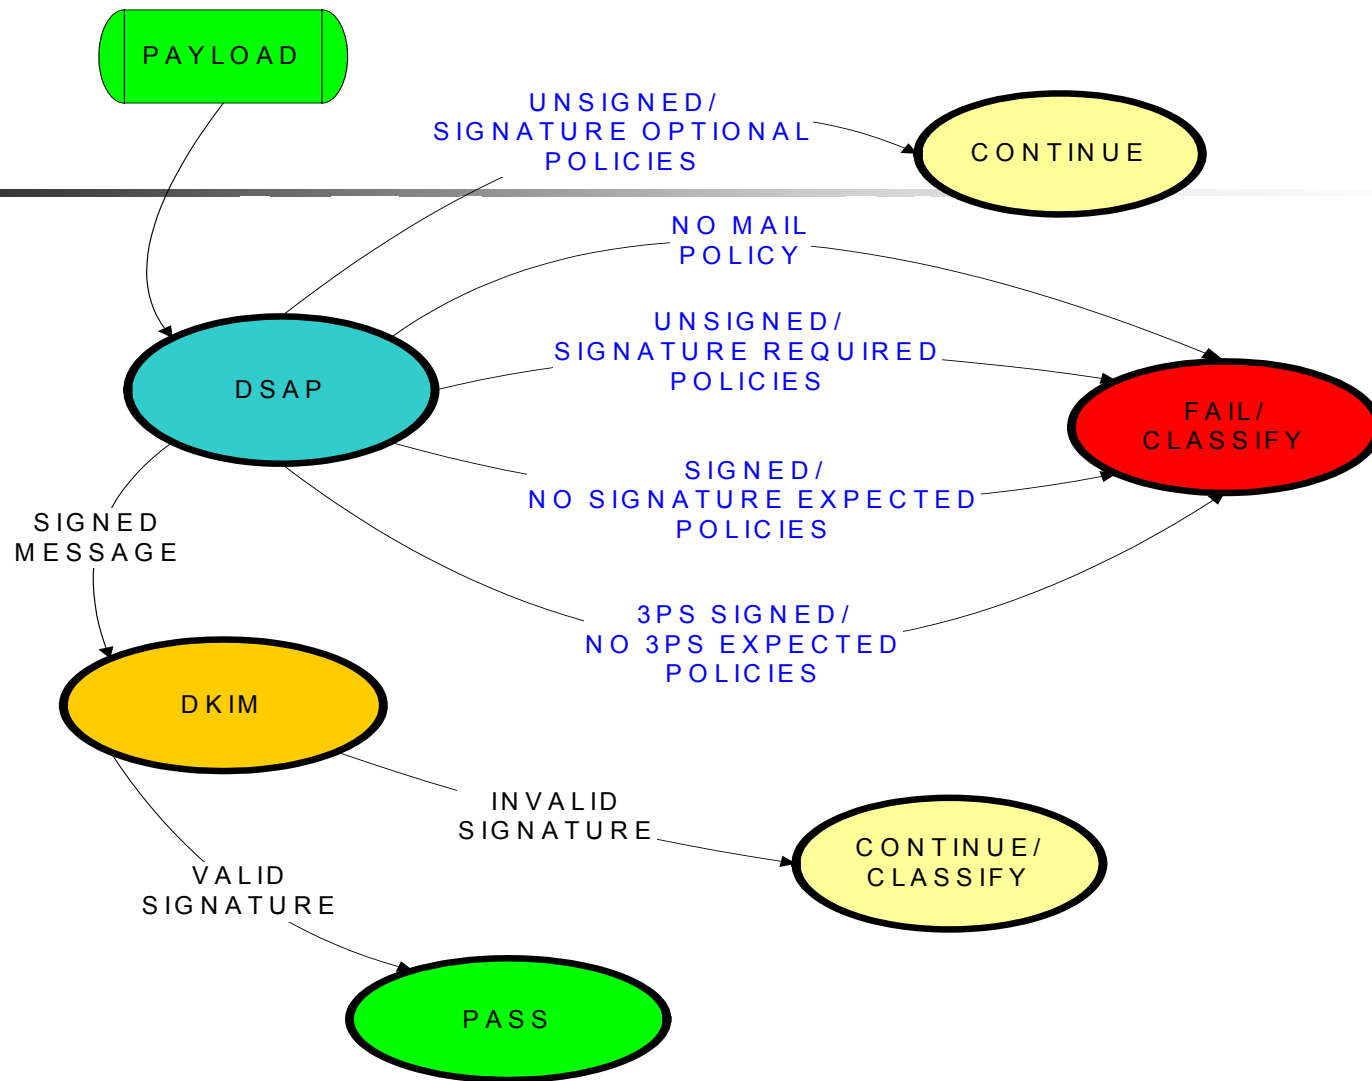 PAYLOAD
UNSIGNED/
SIGNATURE OPTIONAL
POLICIES
CONTINUE
NO MAIL
POLICY
UNSIGNED/
SIGNATURE REQUIRED
POLICIES
DSAP
FAIL/
CLASSIFY
SIGNED/
NO SIGNATURE EXPECTED
POLICIES
SIGNED
MESSAGE
3PS SIGNED/
NO 3PS EXPECTED
POLICIES
DKIM
INVALID
SIGNATURE
CONTINUE/
CLASSIFY
VALID
SIGNATURE
PASS